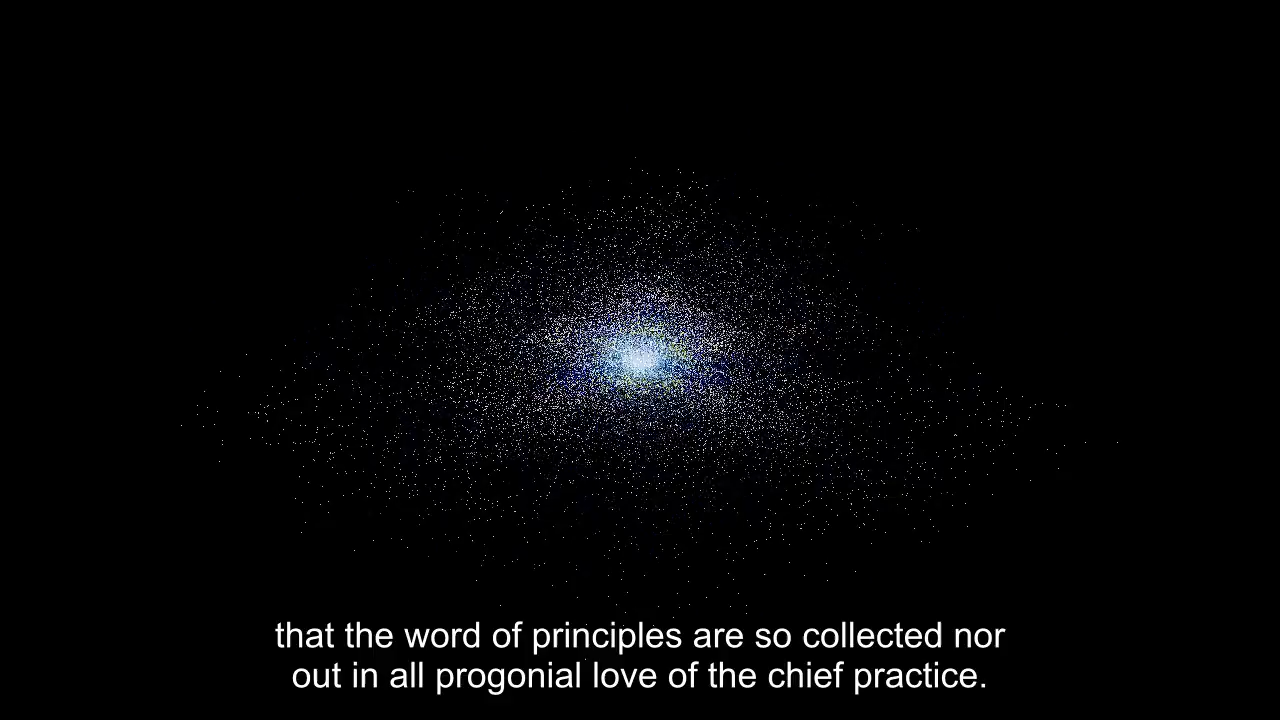 that the word of principles are so collected nor
out in all progonial love of the chief practice.